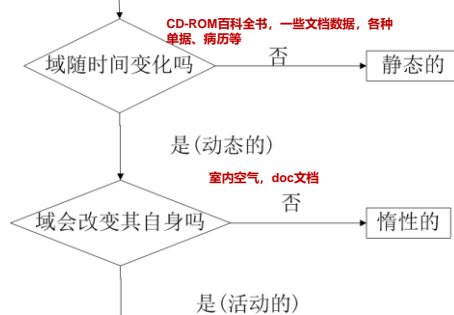 CD-ROM百科全书，一些文档数据，各种
单据、病历等
域随时间变化吗
否
静态的
是(动态的)
室内空气，doc文档
域会改变其自身吗
否
惰性的
是(活动的)